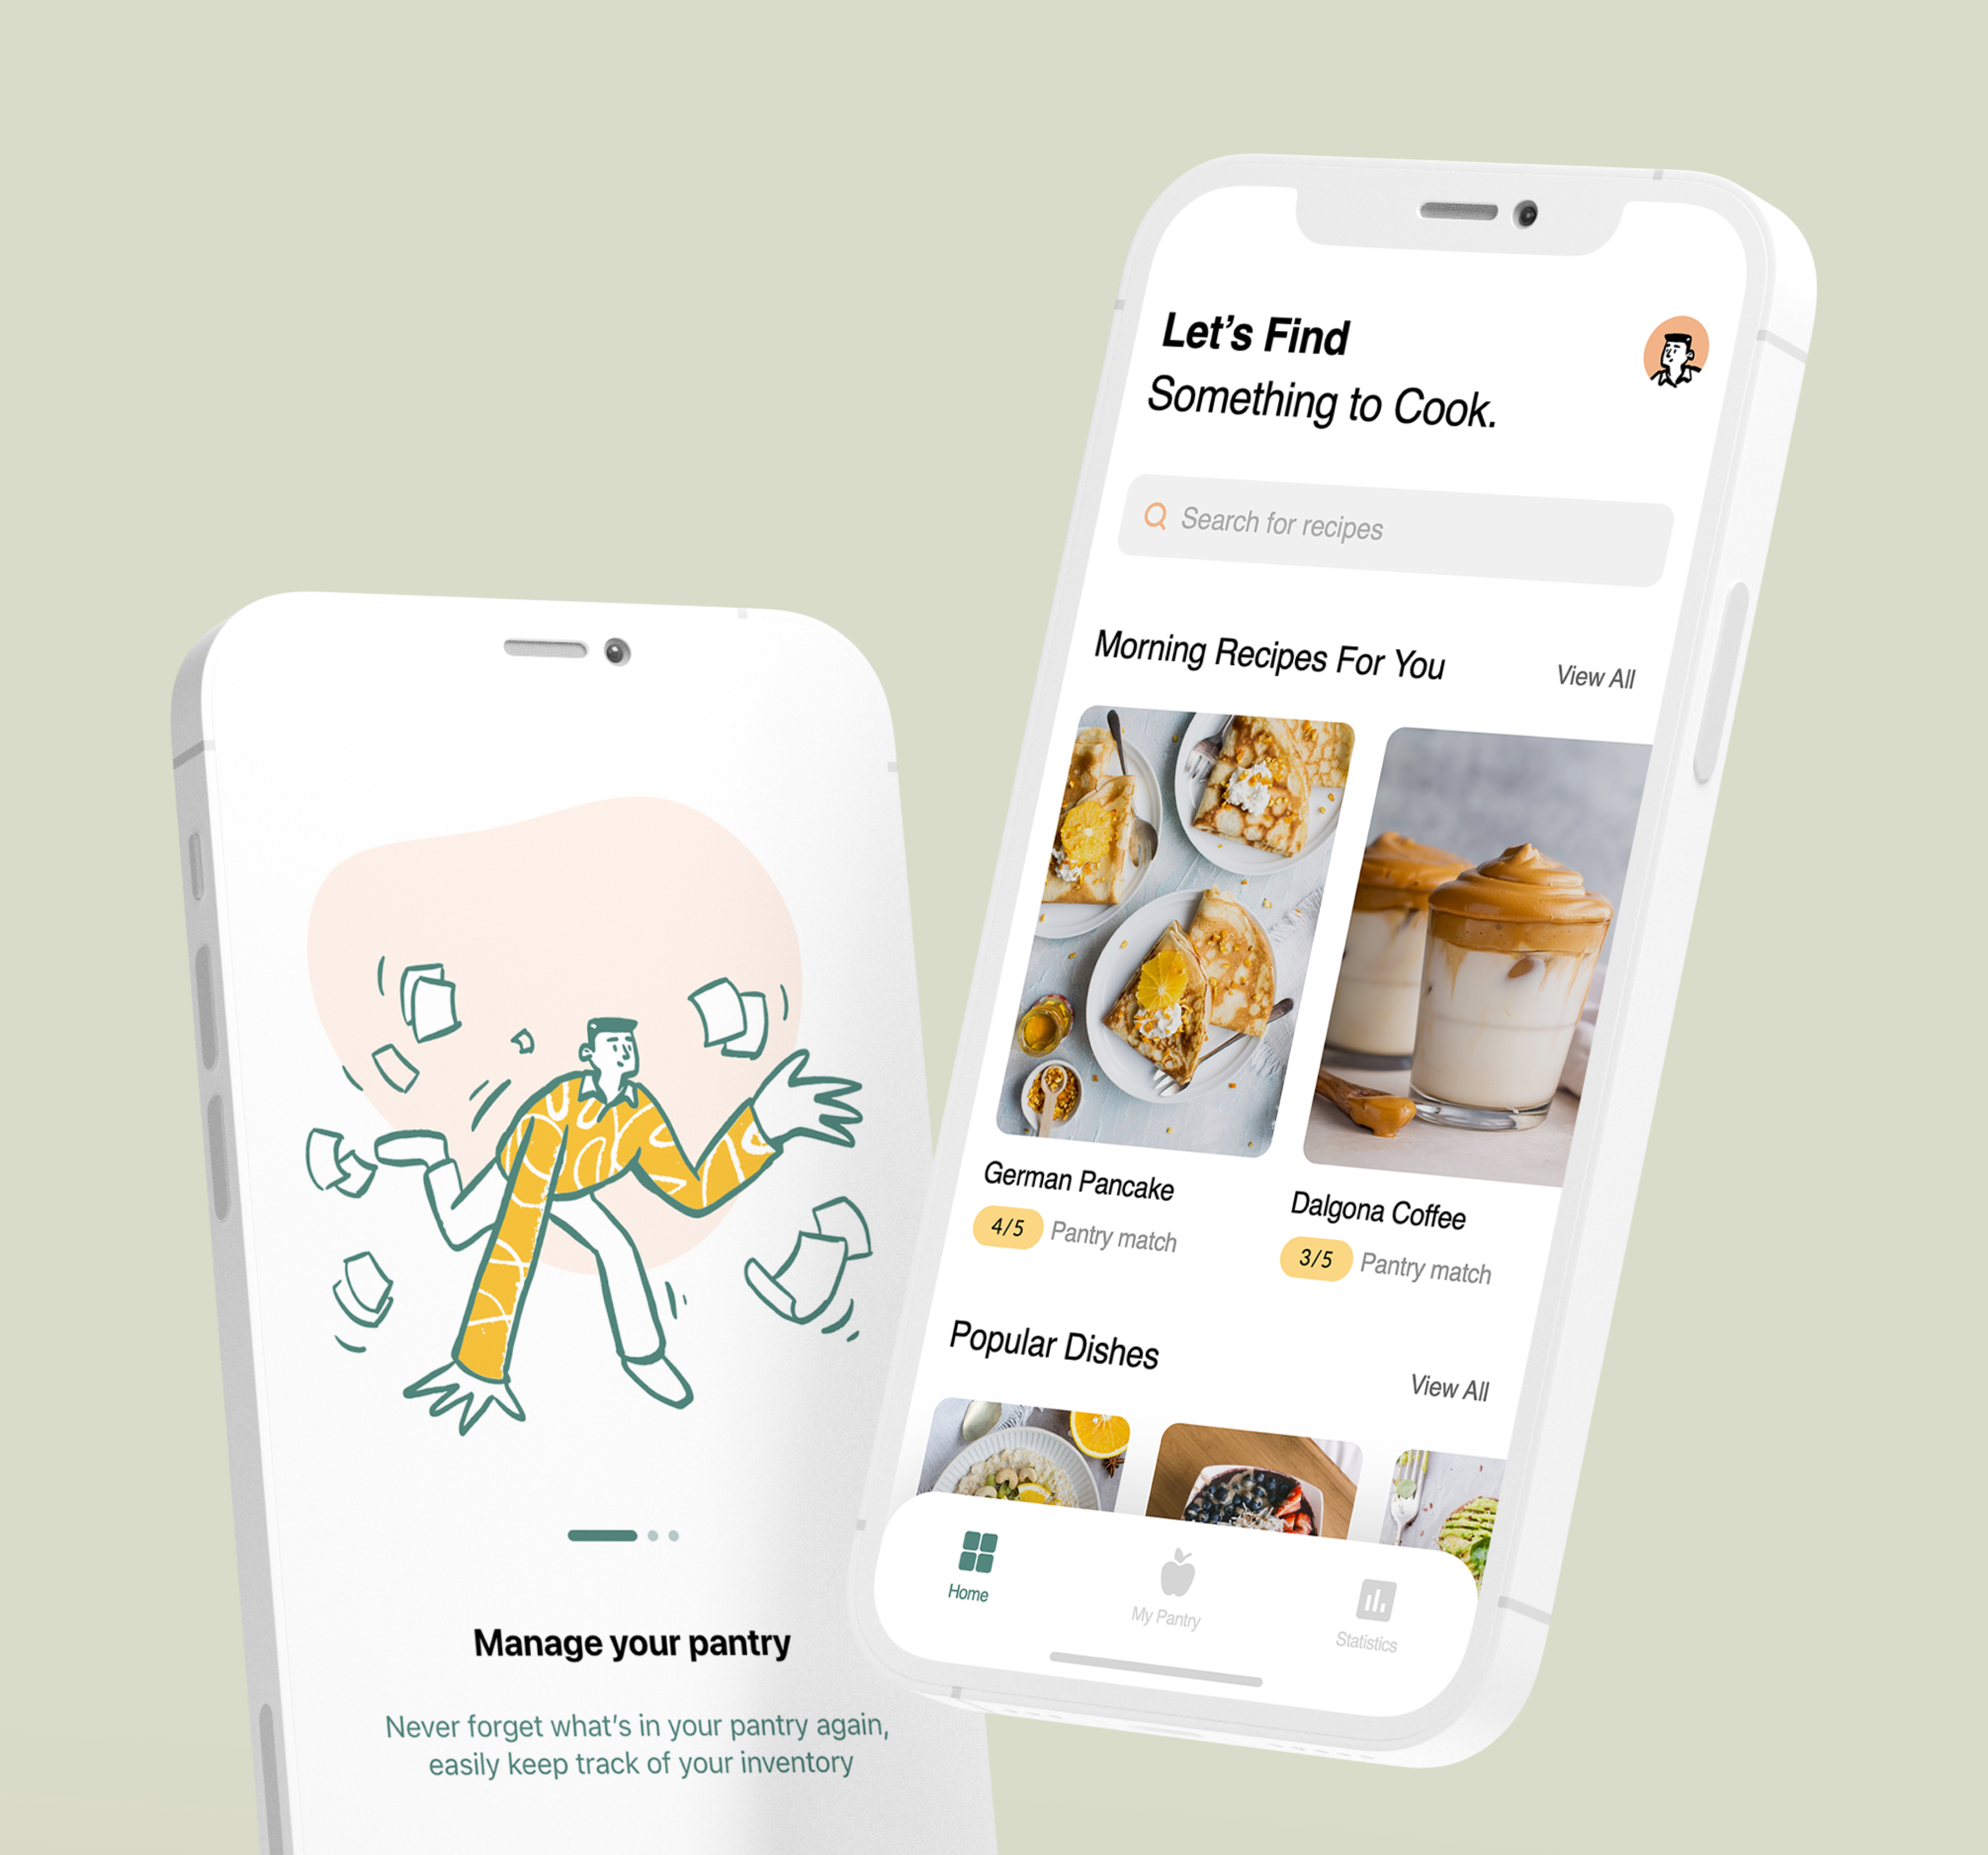 Let's Find
Something to Cook.
Search for recipes
Morning Recipes For You
View All
German Pancake
4/5 Pantry match
Dalgona Coffee
3/5 Pantry match
Popular Dishes
View All
Home
My Pantry
Statistics
Manage your pantry
Never forget what's in your pantry again,
easily keep track of your inventory